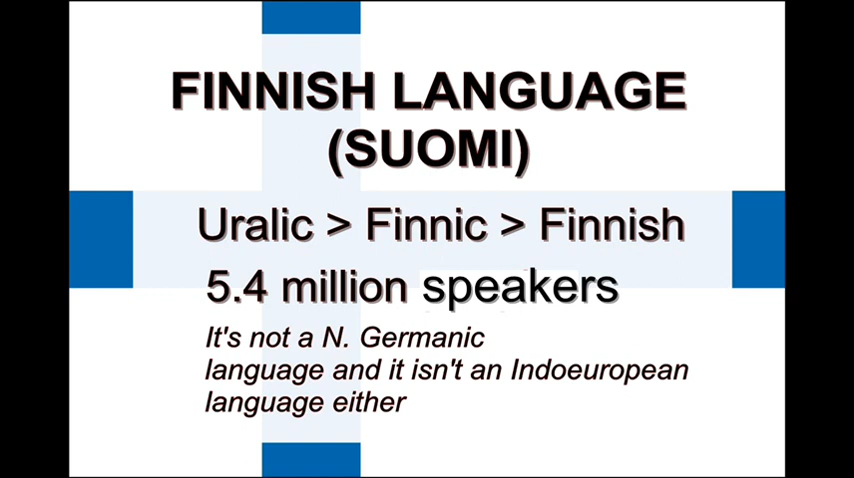 FINNISH LANGUAGE
(SUOMI)
Uralic > Finnic > Finnish
5.4 million speakers
It's not a N. Germanic
language and it isn't an Indoeuropean
language either